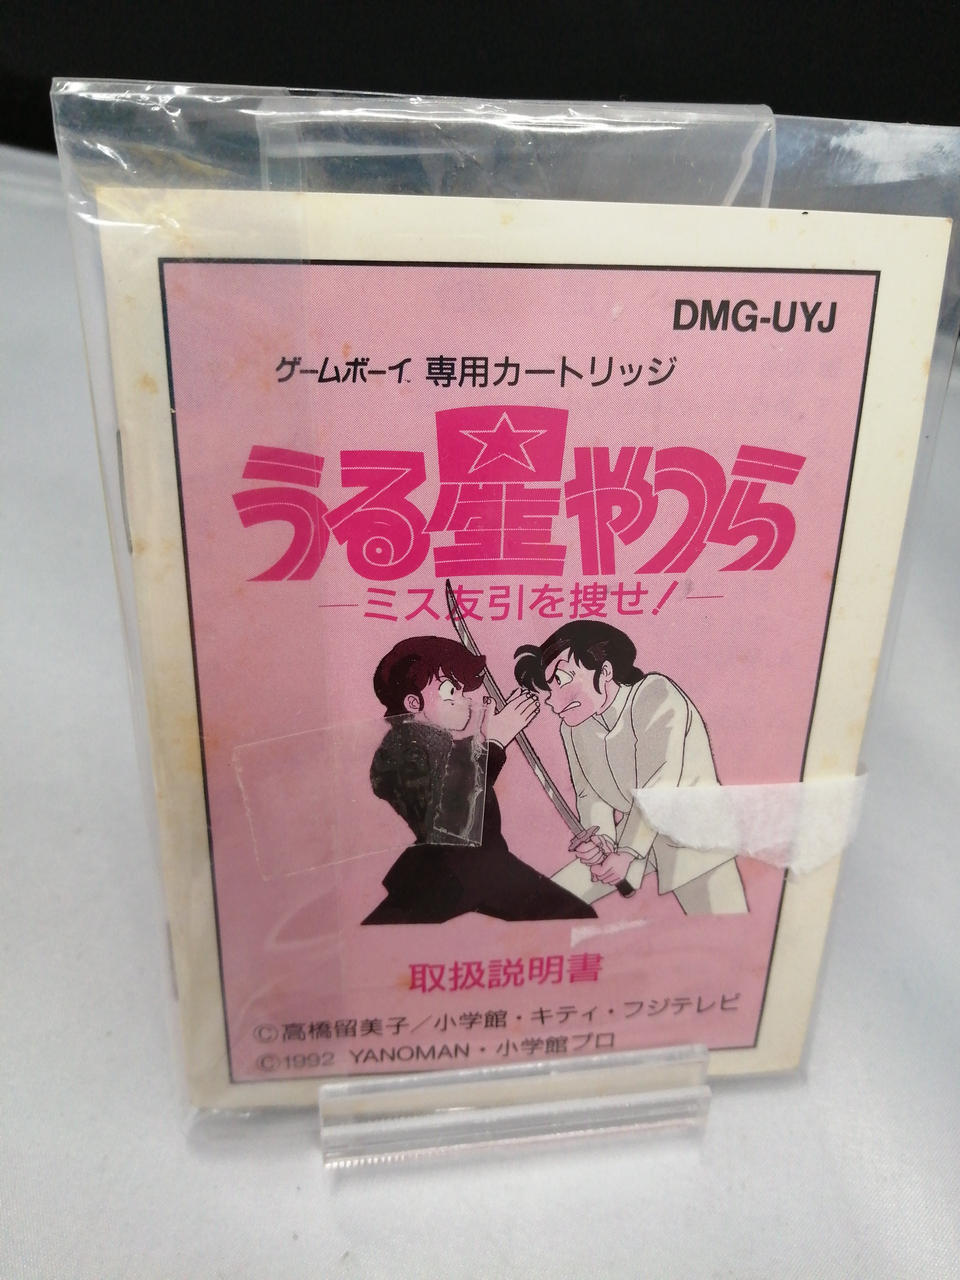 DMG-UYJ
ゲームボーイ™専用カートリッジ
うる星やつら
—ミス友引を捜せ！—
取扱説明書
©高橋留美子／小学館・キティ・フジテレビ
©1992 YANOMAN・小学館プロ